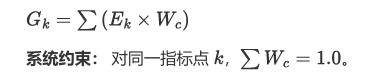 G_k = ∑ (E_k × W_c)
系统约束： 对同一指标点 k，∑ W_c = 1.0。